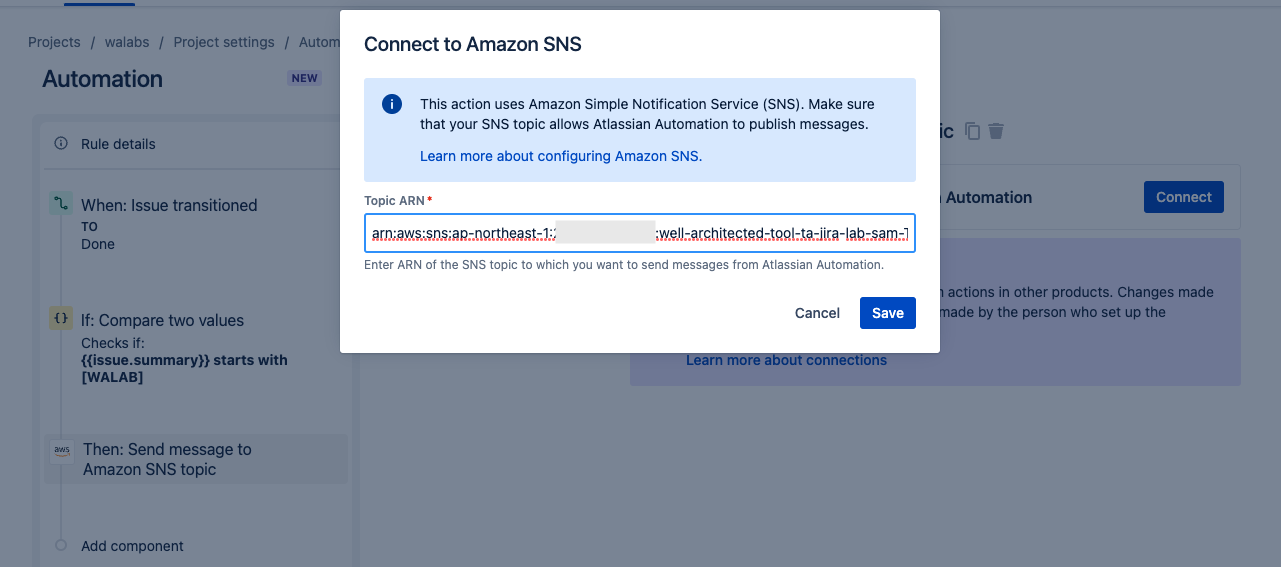 Projects / walabs / Project settings / Autom
Automation NEW
Rule details
When: Issue transitioned
TO
Done
If: Compare two values
Checks if:
{{issue.summary}} starts with
[WALAB]
aws
Then: Send message to
Amazon SNS topic
Add component
Connect to Amazon SNS
This action uses Amazon Simple Notification Service (SNS). Make sure
that your SNS topic allows Atlassian Automation to publish messages.
Learn more about configuring Amazon SNS.
Topic ARN*
arn:aws:sns:ap-northeast-1: :well-architected-tool-ta-jira-lab-sam-T
Enter ARN of the SNS topic to which you want to send messages from Atlassian Automation.
Cancel
Save
ic
Automation
Connect
actions in other products. Changes made
made by the person who set up the
Learn more about connections